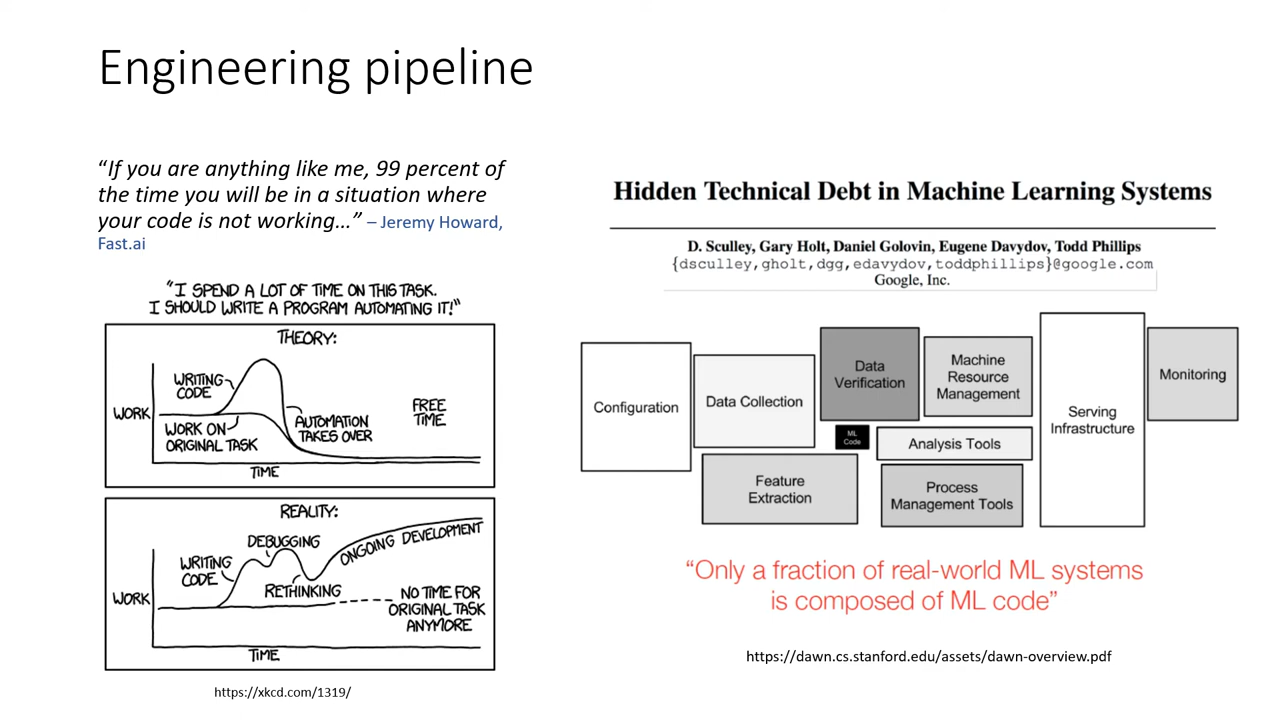 Engineering pipeline
“If you are anything like me, 99 percent of
the time you will be in a situation where
your code is not working…” – Jeremy Howard,
Fast.ai
"I SPEND A LOT OF TIME ON THIS TASK.
I SHOULD WRITE A PROGRAM AUTOMATING IT!"
THEORY:
WRITING
CODE
WORK
WORK ON
ORIGINAL TASK
AUTOMATION
TAKES OVER
FREE
TIME
TIME
REALITY:
WRITING
CODE
DEBUGGING
RETHINKING
ONGOING DEVELOPMENT
WORK
NO TIME FOR
ORIGINAL TASK
ANYMORE
TIME
https://xkcd.com/1319/
Hidden Technical Debt in Machine Learning Systems
D. Sculley, Gary Holt, Daniel Golovin, Eugene Davydov, Todd Phillips
{dsculley,gholt,dgg,edavydov,toddphillips}@google.com
Google, Inc.
Configuration
Data Collection
Data
Verification
Machine
Resource
Management
ML
Code
Analysis Tools
Feature
Extraction
Process
Management Tools
Serving
Infrastructure
Monitoring
“Only a fraction of real-world ML systems
is composed of ML code”
https://dawn.cs.stanford.edu/assets/dawn-overview.pdf